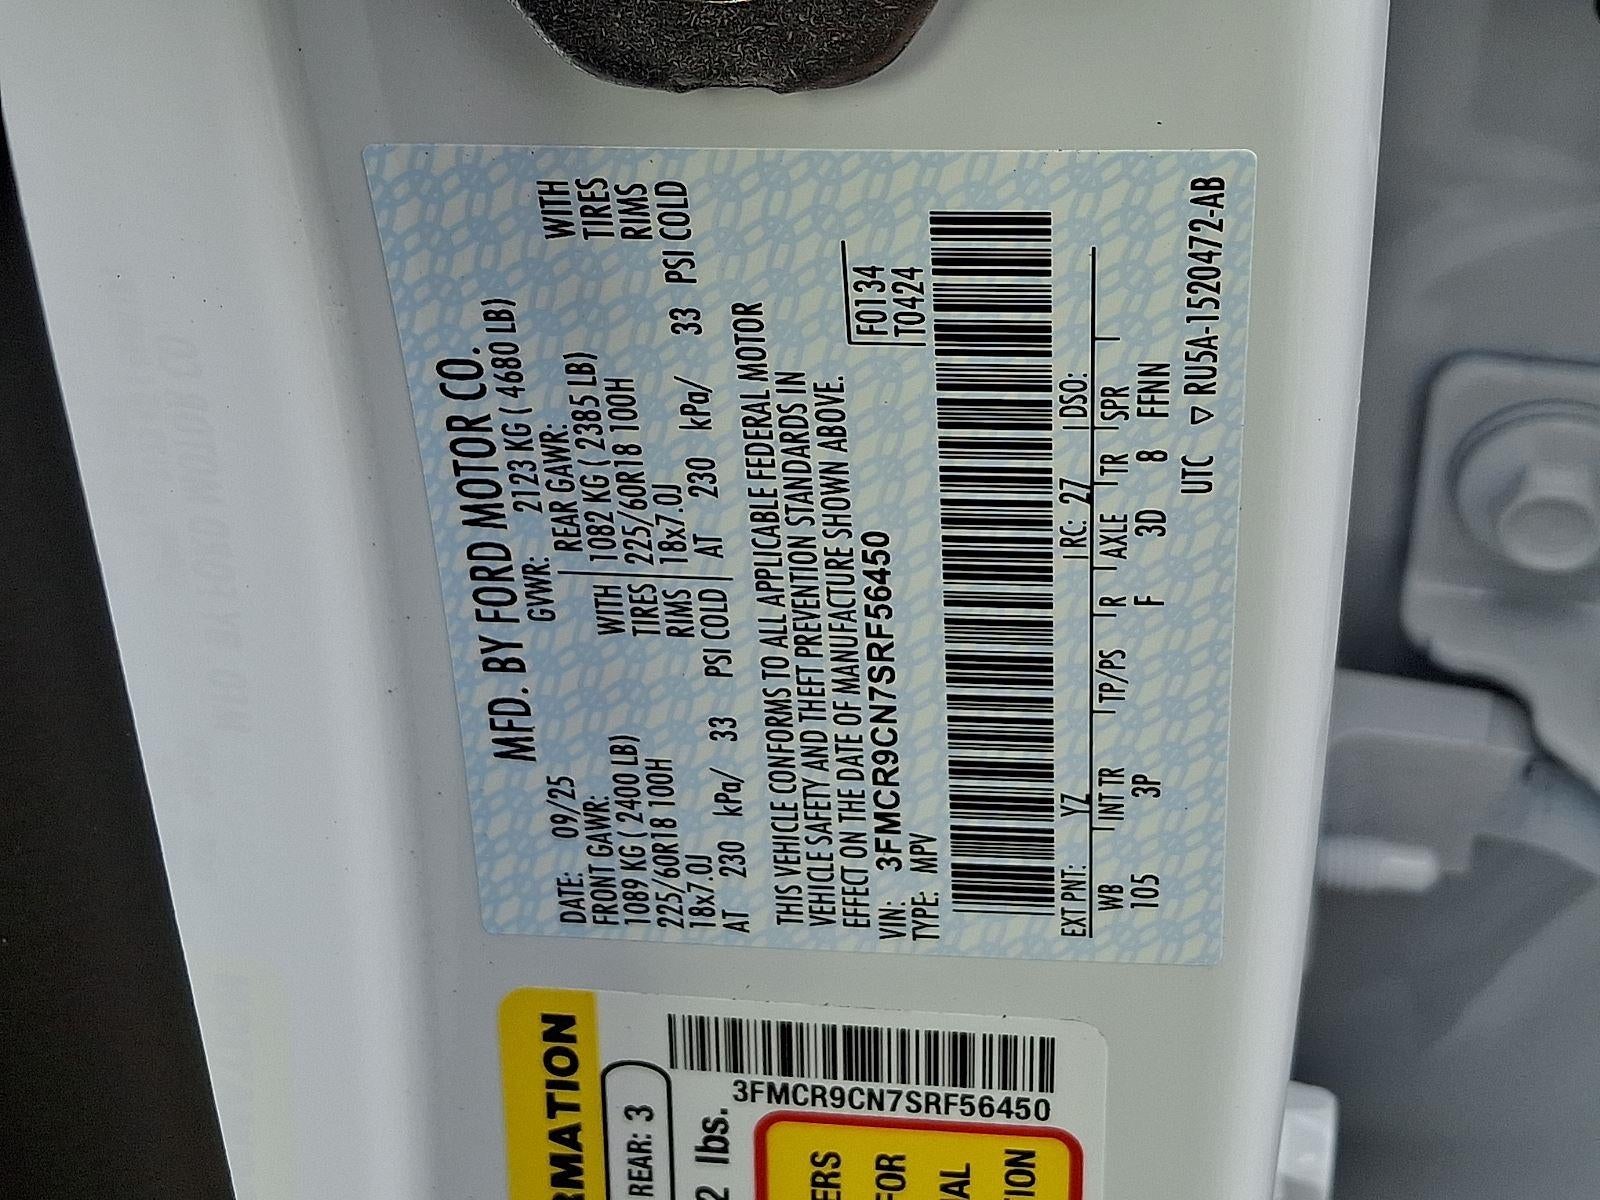 MFD. BY FORD MOTOR CO.
DATE: 09/25 GVWR: 2123 KG ( 4680 LB)
FRONT GAWR: REAR GAWR:
1089 KG ( 2400 LB) WITH 1082 KG ( 2385 LB) WITH
225/60R18 100H TIRES 225/60R18 100H TIRES
18x7.0J RIMS 18x7.0J RIMS
AT 230 kPa/ 33 PSI COLD AT 230 kPa/ 33 PSI COLD
THIS VEHICLE CONFORMS TO ALL APPLICABLE FEDERAL MOTOR
VEHICLE SAFETY AND THEFT PREVENTION STANDARDS IN
EFFECT ON THE DATE OF MANUFACTURE SHOWN ABOVE.
VIN: 3FMCR9CN7SRF56450 F0134
TYPE: MPV T0424
EXT PNT: YZ RC: 27 DSO:
WB INT TR TP/PS R AXLE TR SPR
105 3P F 3D 8 FFNN
UTC ▽ RU5A-1520472-AB
RMATION
REAR: 3
2 lbs.
3FMCR9CN7SRF56450
ERS
FOR
AL
ION